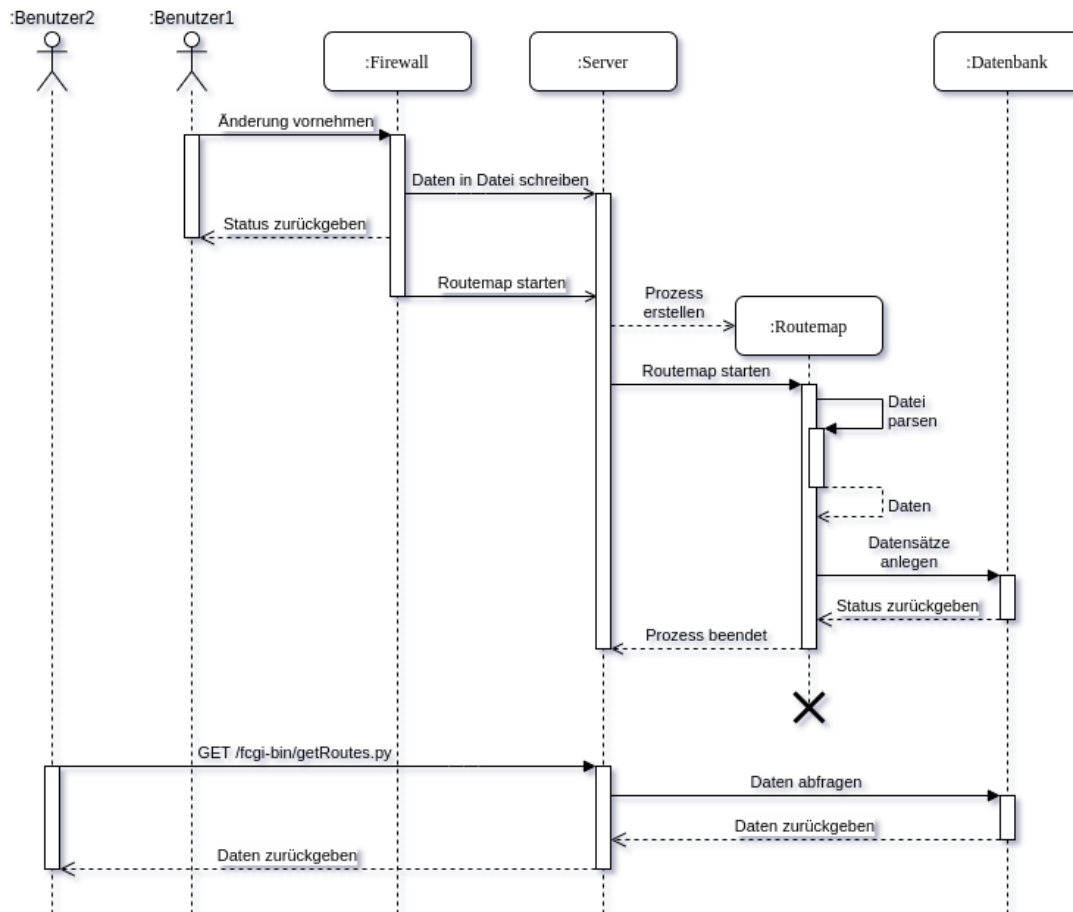 :Benutzer2
:Benutzer1
:Firewall
:Server
:Datenbank
Änderung vornehmen
Daten in Datei schreiben
Status zurückgeben
Routemap starten
Prozess
erstellen
:Routemap
Routemap starten
Datei
parsen
Daten
Datensätze
anlegen
Status zurückgeben
Prozess beendet
GET /fcgi-bin/getRoutes.py
Daten abfragen
Daten zurückgeben
Daten zurückgeben